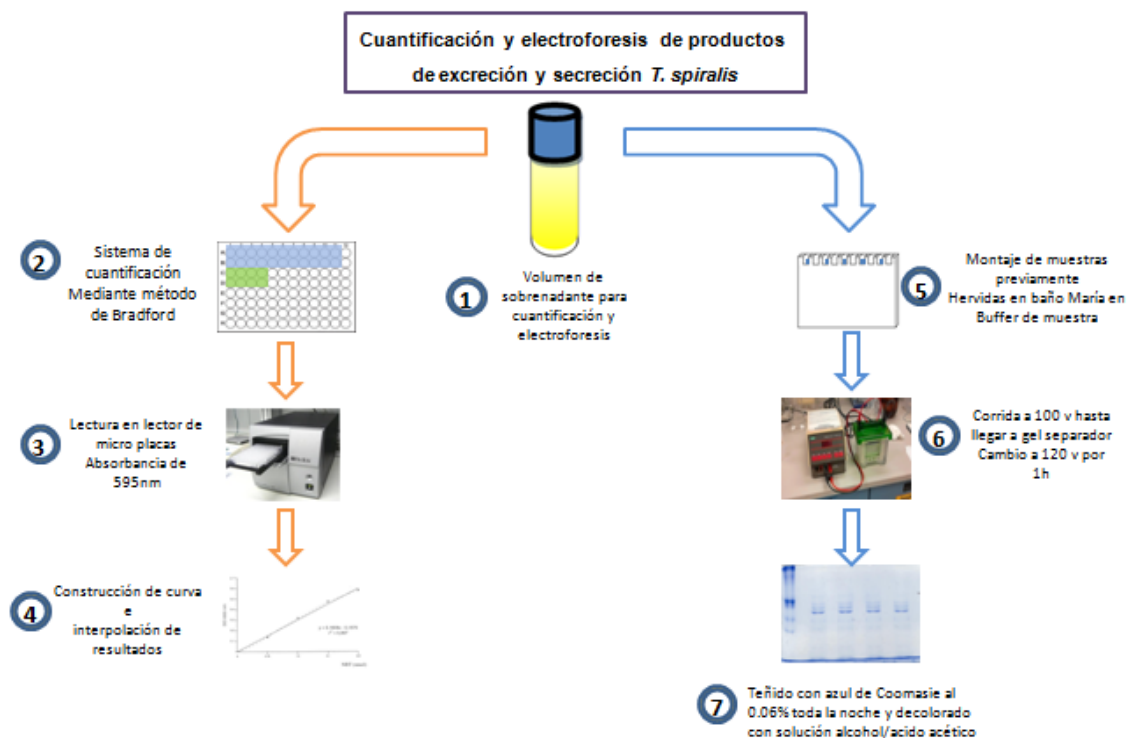 Cuantificación y electroforesis de productos
de excreción y secreción T. spiralis
1
Volumen de
sobrenadante para
cuantificación y
electroforesis
2
Sistema de
cuantificación
Mediante método
de Bradford
3
Lectura en lector de
micro placas
Absorbancia de
595nm
4
Construcción de curva
e
interpolación de
resultados
5
Montaje de muestras
previamente
Hervidas en baño María en
Buffer de muestra
6
Corrida a 100 v hasta
llegar a gel separador
Cambio a 120 v por
1h
7
Teñido con azul de Coomasie al
0.06% toda la noche y decolorado
con solución alcohol/acido acético